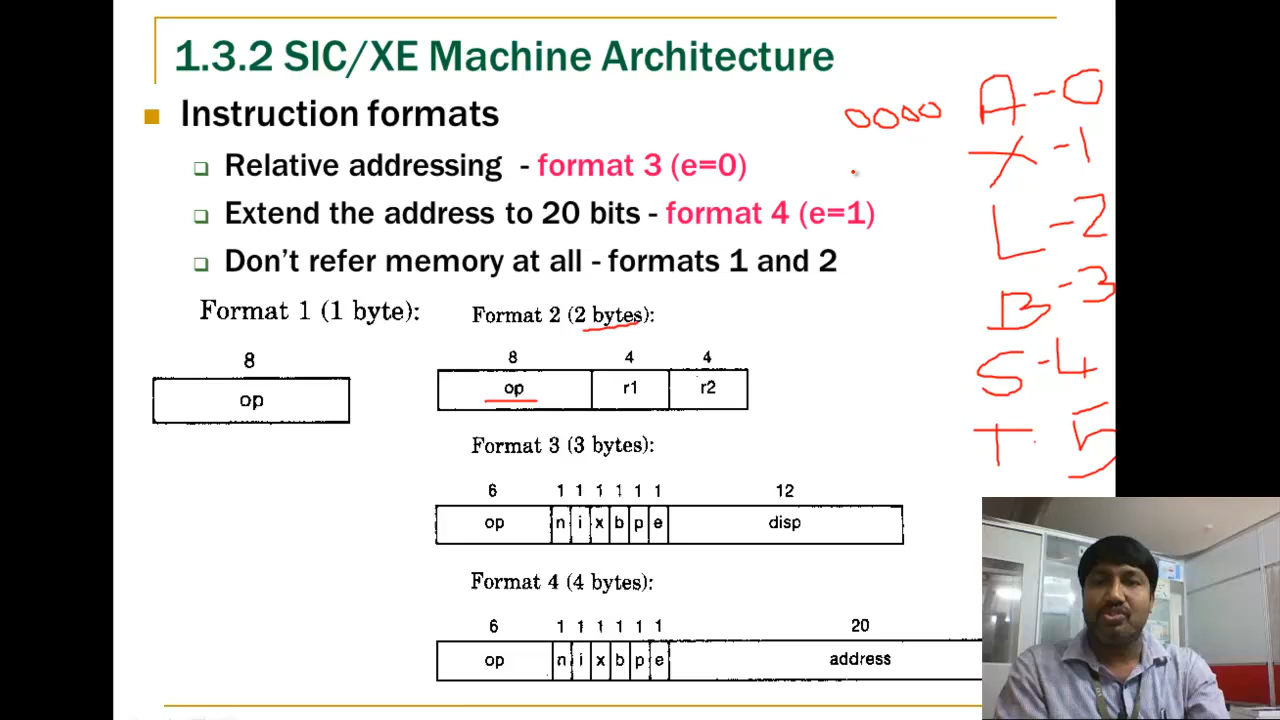 1.3.2 SIC/XE Machine Architecture
Instruction formats
Relative addressing - format 3 (e=0)
Extend the address to 20 bits - format 4 (e=1)
Don't refer memory at all - formats 1 and 2
0000
A - 0
X - 1
L - 2
B - 3
S - 4
T - 5
Format 1 (1 byte):
8
op
Format 2 (2 bytes):
8 4 4
op r1 r2
Format 3 (3 bytes):
6 1 1 1 1 1 1 12
op n i x b p e disp
Format 4 (4 bytes):
6 1 1 1 1 1 1 20
op n i x b p e address